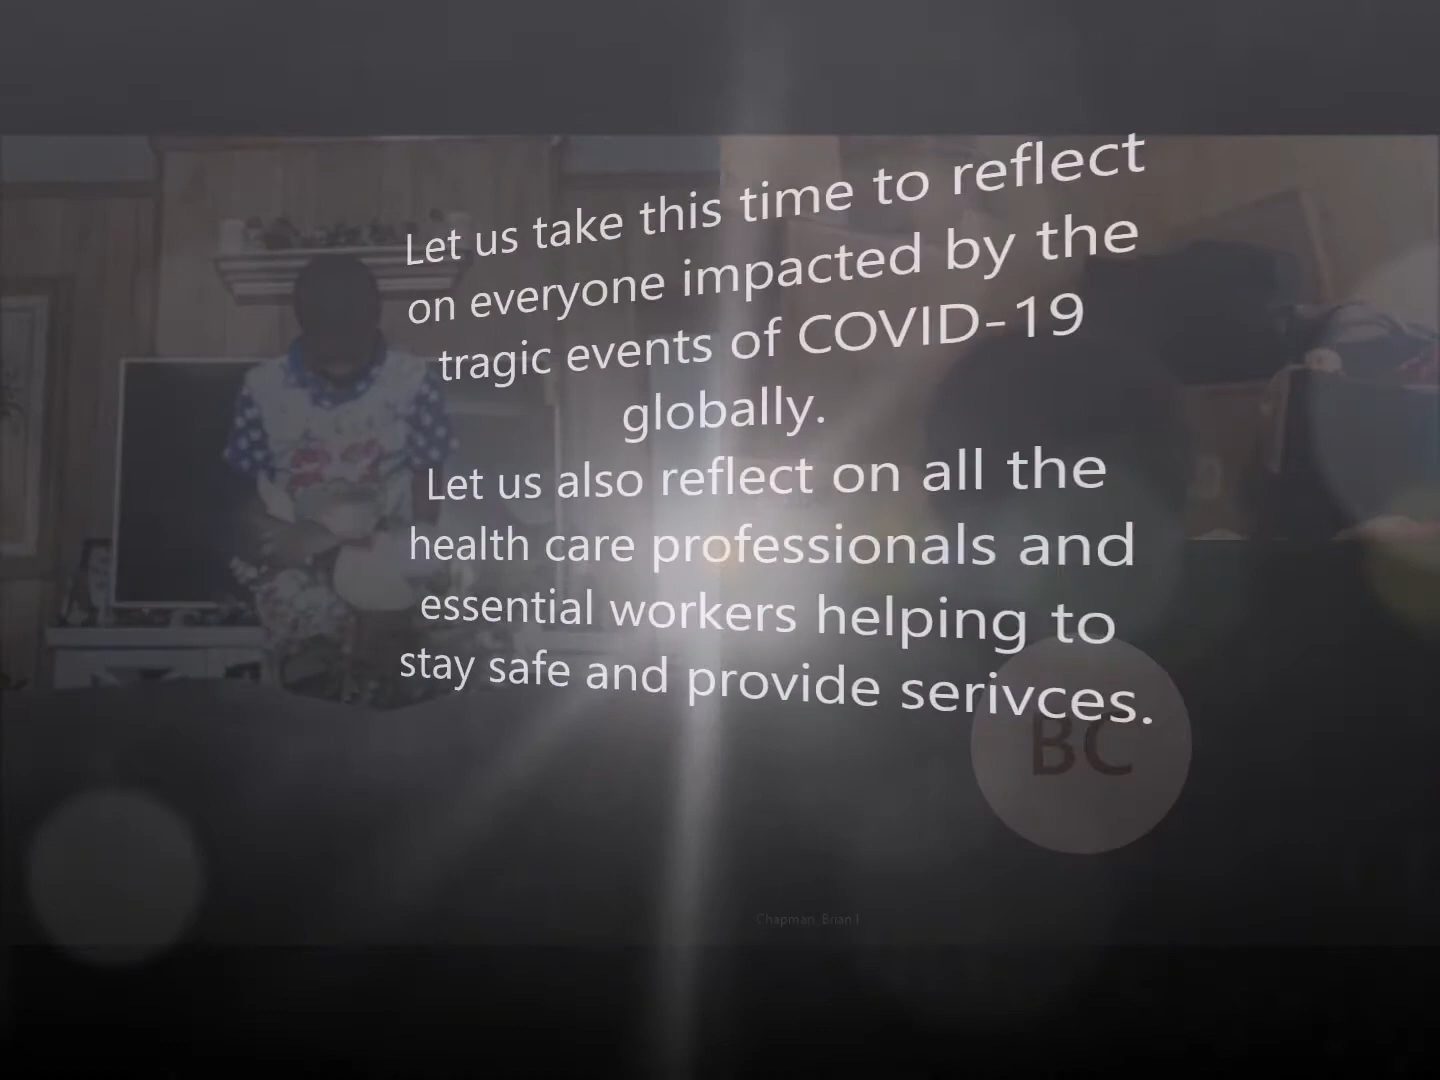 Let us take this time to reflect
on everyone impacted by the
tragic events of COVID-19
globally.
Let us also reflect on all the
health care professionals and
essential workers helping to
stay safe and provide serivces.
BC
Chapman, Brian I